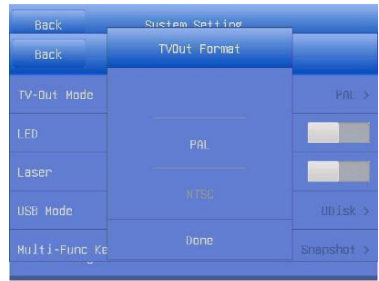 Back System Setting
Back TVOut Format
TV-Out Mode PAL >
LED
PAL
Laser
NTSC
USB Mode UDisk >
Done
Multi-Func Ke Snapshot >